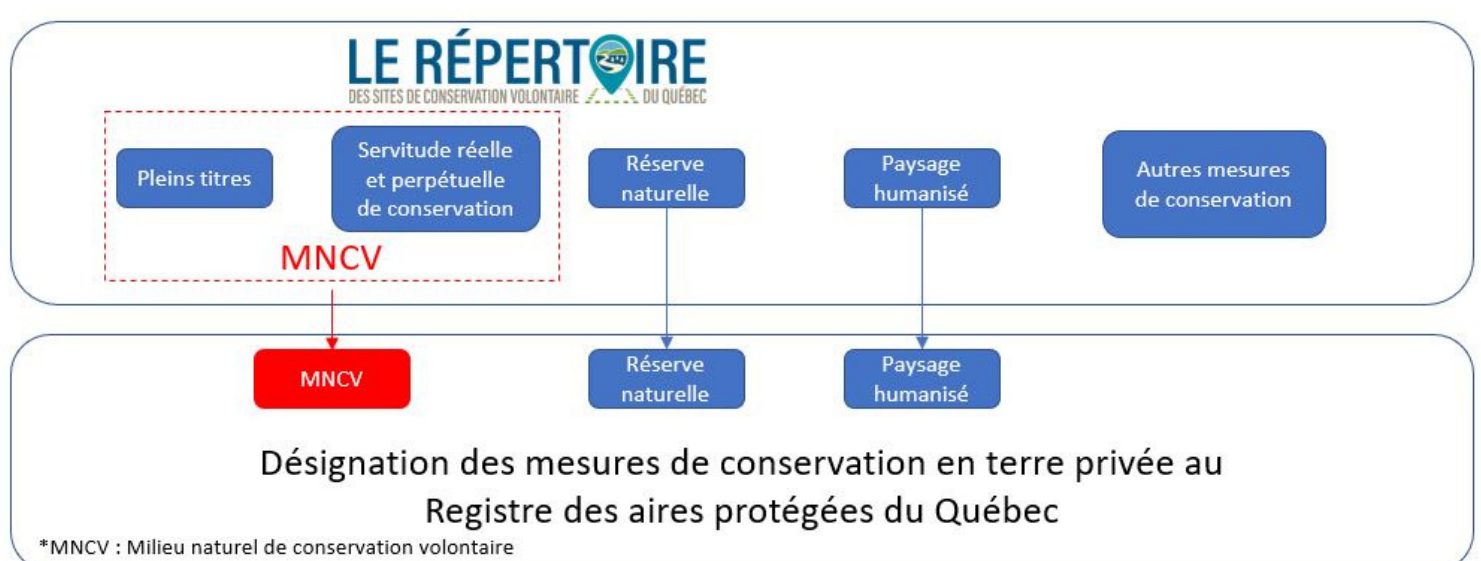 LE RÉPERTOIRE
DES SITES DE CONSERVATION VOLONTAIRE DU QUÉBEC
Pleins titres
Servitude réelle
et perpétuelle
de conservation
MNCV
Réserve
naturelle
Paysage
humanisé
Autres mesures
de conservation
MNCV
Réserve
naturelle
Paysage
humanisé
Désignation des mesures de conservation en terre privée au
Registre des aires protégées du Québec
*MNCV : Milieu naturel de conservation volontaire